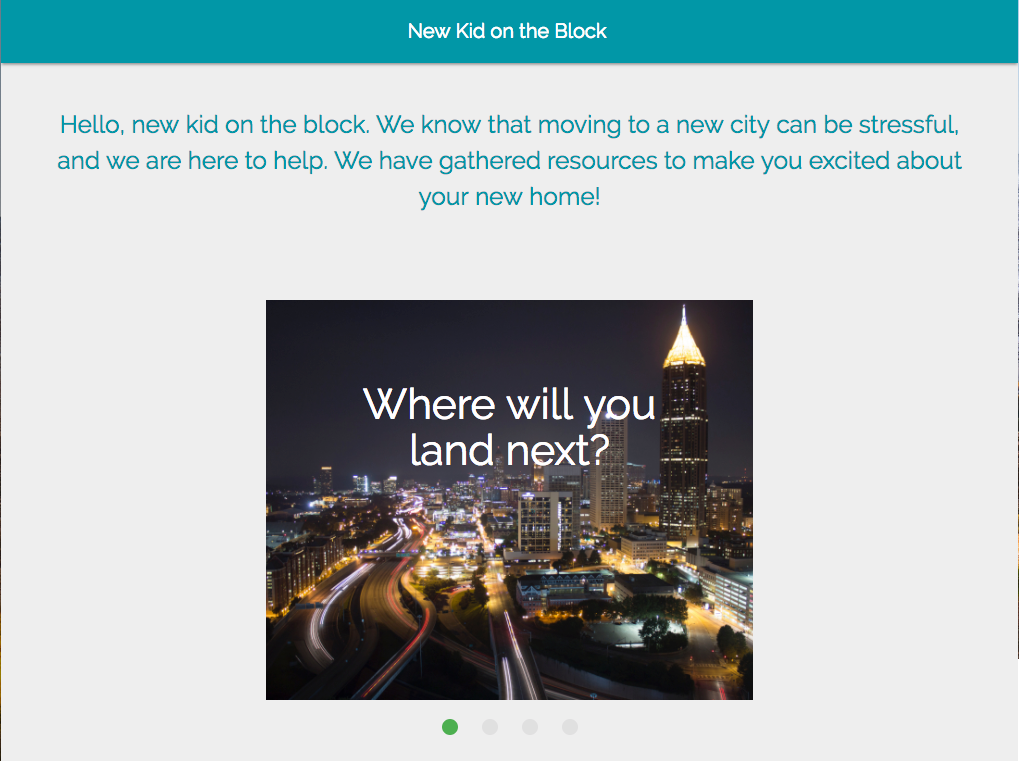 New Kid on the Block
Hello, new kid on the block. We know that moving to a new city can be stressful,
and we are here to help. We have gathered resources to make you excited about
your new home!
Where will you
land next?